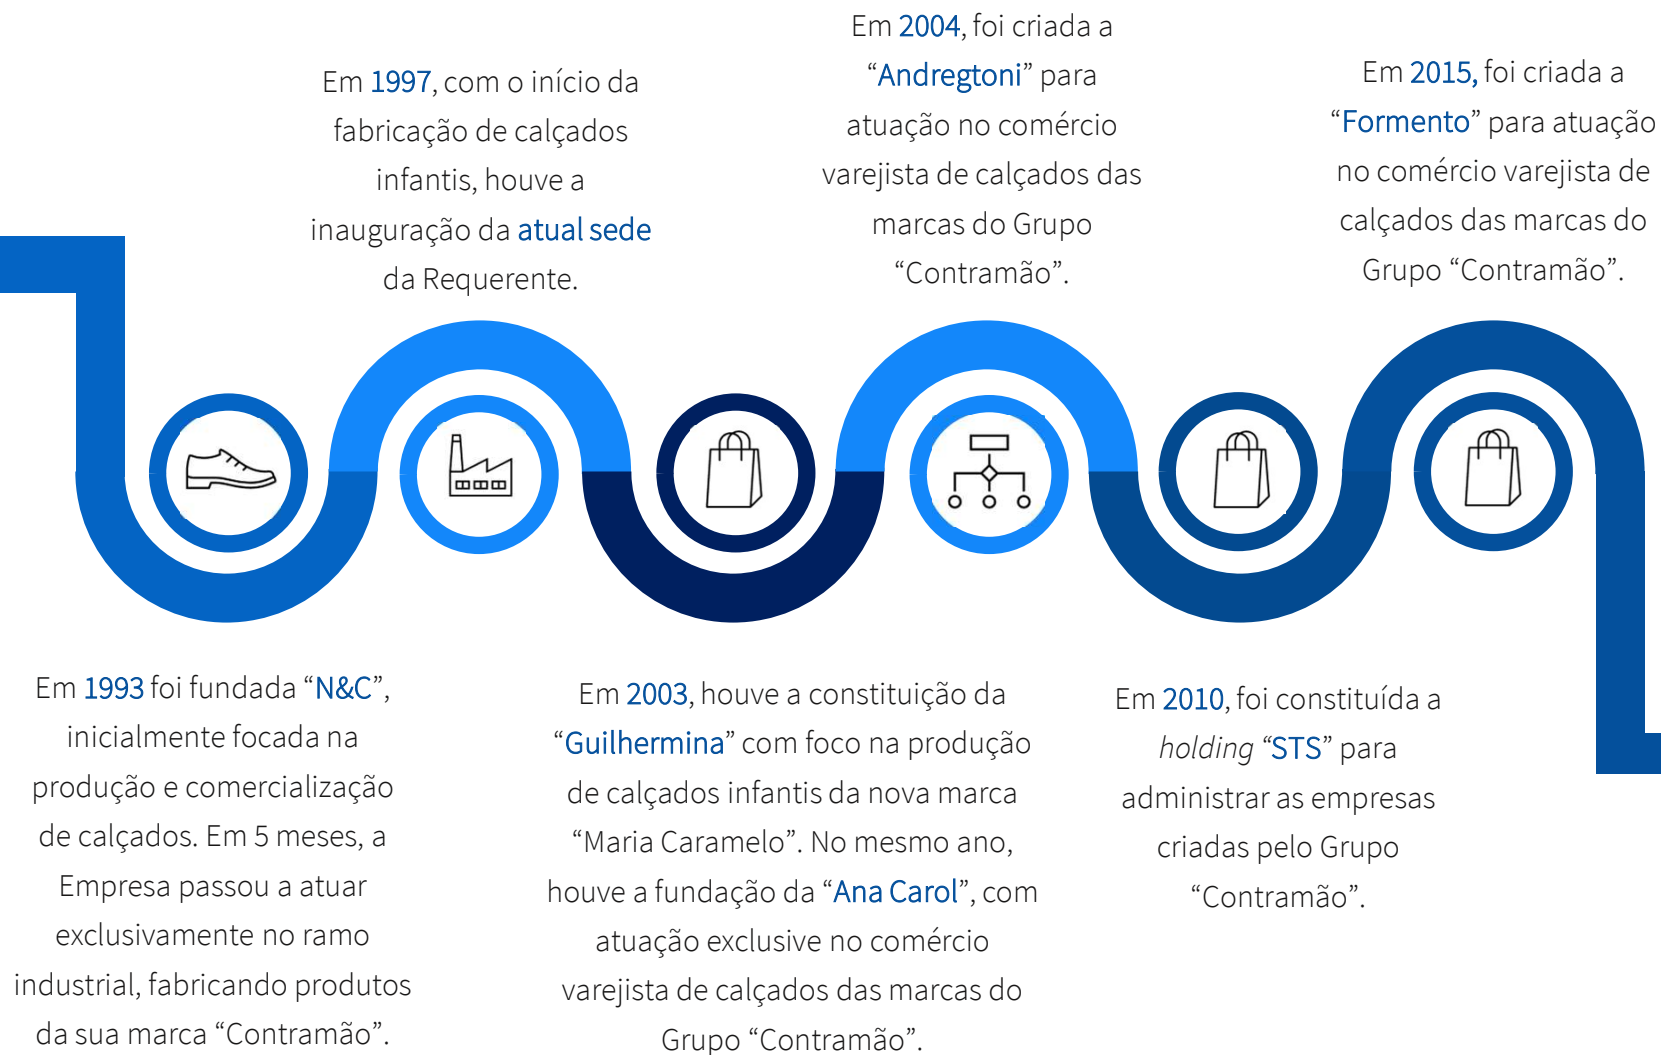 Em 1993 foi fundada “N&C”,
inicialmente focada na
produção e comercialização
de calçados. Em 5 meses, a
Empresa passou a atuar
exclusivamente no ramo
industrial, fabricando produtos
da sua marca “Contramão”.
Em 1997, com o início da
fabricação de calçados
infantis, houve a
inauguração da atual sede
da Requerente.
Em 2003, houve a constituição da
“Guilhermina” com foco na produção
de calçados infantis da nova marca
“Maria Caramelo”. No mesmo ano,
houve a fundação da “Ana Carol”, com
atuação exclusive no comércio
varejista de calçados das marcas do
Grupo “Contramão”.
Em 2004, foi criada a
“Andregtoni” para
atuação no comércio
varejista de calçados das
marcas do Grupo
“Contramão”.
Em 2010, foi constituída a
holding “STS” para
administrar as empresas
criadas pelo Grupo
“Contramão”.
Em 2015, foi criada a
“Formento” para atuação
no comércio varejista de
calçados das marcas do
Grupo “Contramão”.